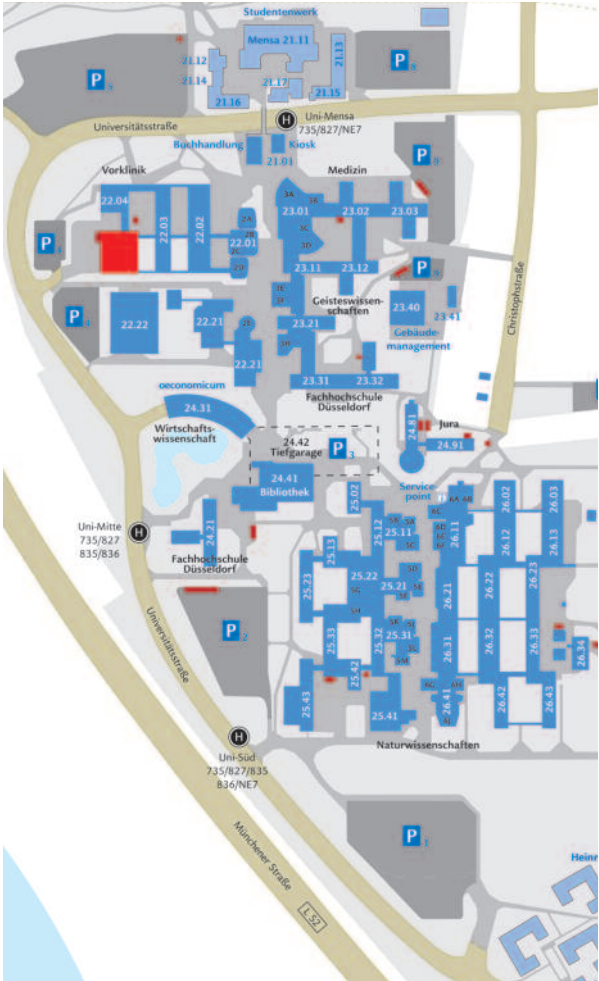 Studentenwerk
Mensa 21.11
21.12
21.13
21.14
21.17
21.15
21.16
P
P
Universitätsstraße
H
Uni-Mensa
735/827/NE7
Buchhandlung
Kiosk
21.01
P
Vorklinik
Medizin
22.04
22.03
22.02
2A
2B
22.01
2D
3A
23.01
23.02
23.03
3C
3D
P
P
23.11
23.12
Geisteswissen-
schaften
23.40
23.41
Gebäude-
management
Christophstraße
P
22.22
22.21
22.21
23.21
23.31
23.32
Fachhochschule
Düsseldorf
oeconomicum
24.31
Wirtschafts-
wissenschaft
24.42
Tiefgarage
P 3
24.81
Jura
24.91
24.41
Bibliothek
Service-
point
i
25.02
6A
6B
26.02
26.03
Uni-Mitte
735/827
835/836
H
24.21
Fachhochschule
Düsseldorf
25.12
25.11
5C
6C
6D
26.11
26.12
26.13
25.13
25.23
25.22
25.21
5D
26.21
26.22
26.23
P 2
Universitätsstraße
25.33
25.32
25.31
5M
26.31
26.32
26.33
26.34
25.42
25.43
25.41
26.41
26.42
26.43
Naturwissenschaften
H
Uni-Süd
735/827/835
836/NE7
P 1
Münchener Straße
L 52
Heinr